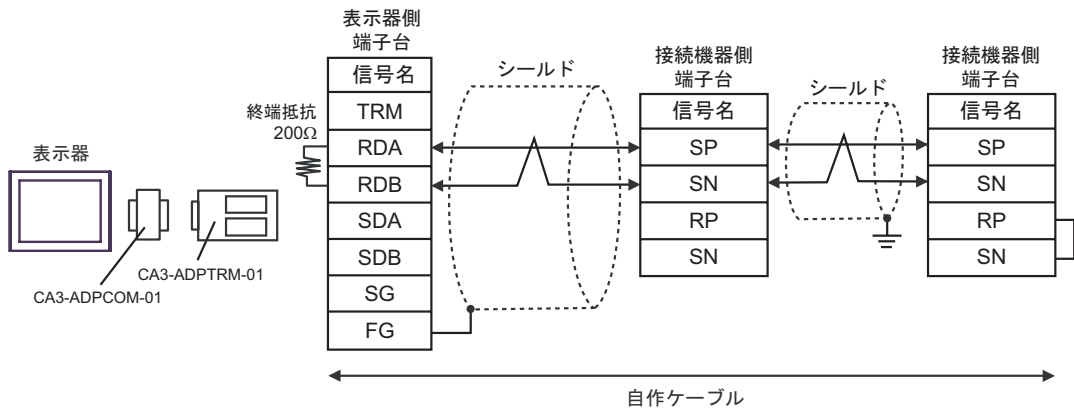 表示器
CA3-ADPCOM-01
CA3-ADPTRM-01
終端抵抗
200Ω
表示器側
端子台
信号名
TRM
RDA
RDB
SDA
SDB
SG
FG
シールド
接続機器側
端子台
信号名
SP
SN
RP
SN
シールド
接続機器側
端子台
信号名
SP
SN
RP
SN
自作ケーブル